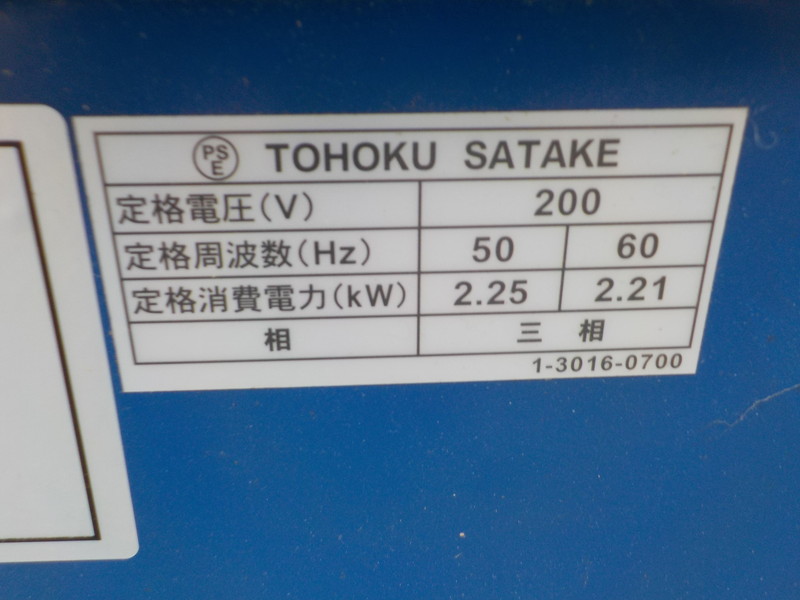 PSE TOHOKU SATAKE
定格電圧(V) 200
定格周波数(Hz) 50 60
定格消費電力(kW) 2.25 2.21
相 三相
1-3016-0700